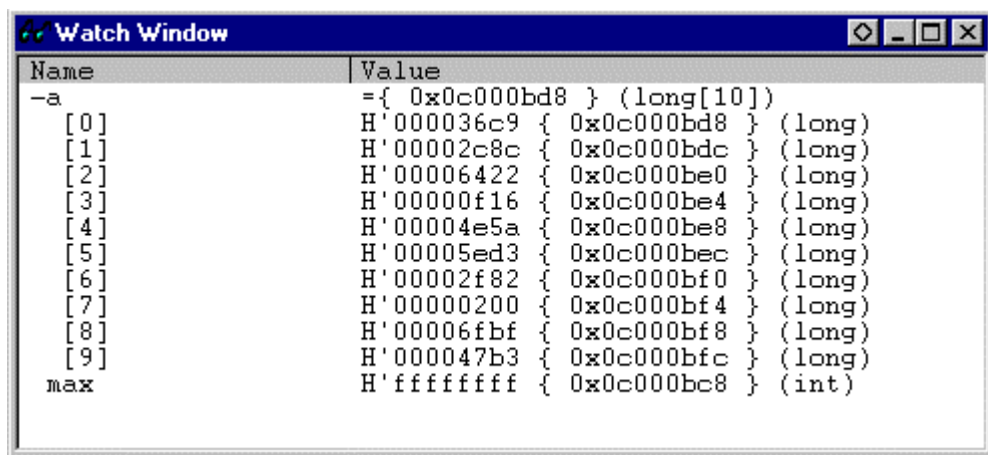 Watch Window
Name Value
-a ={ 0x0c000bd8 } (long[10])
[0] H'000036c9 { 0x0c000bd8 } (long)
[1] H'00002c8c { 0x0c000bdc } (long)
[2] H'00006422 { 0x0c000be0 } (long)
[3] H'00000f16 { 0x0c000be4 } (long)
[4] H'00004e5a { 0x0c000be8 } (long)
[5] H'00005ed3 { 0x0c000bec } (long)
[6] H'00002f82 { 0x0c000bf0 } (long)
[7] H'00000200 { 0x0c000bf4 } (long)
[8] H'00006fbf { 0x0c000bf8 } (long)
[9] H'000047b3 { 0x0c000bfc } (long)
max H'ffffffff { 0x0c000bc8 } (int)